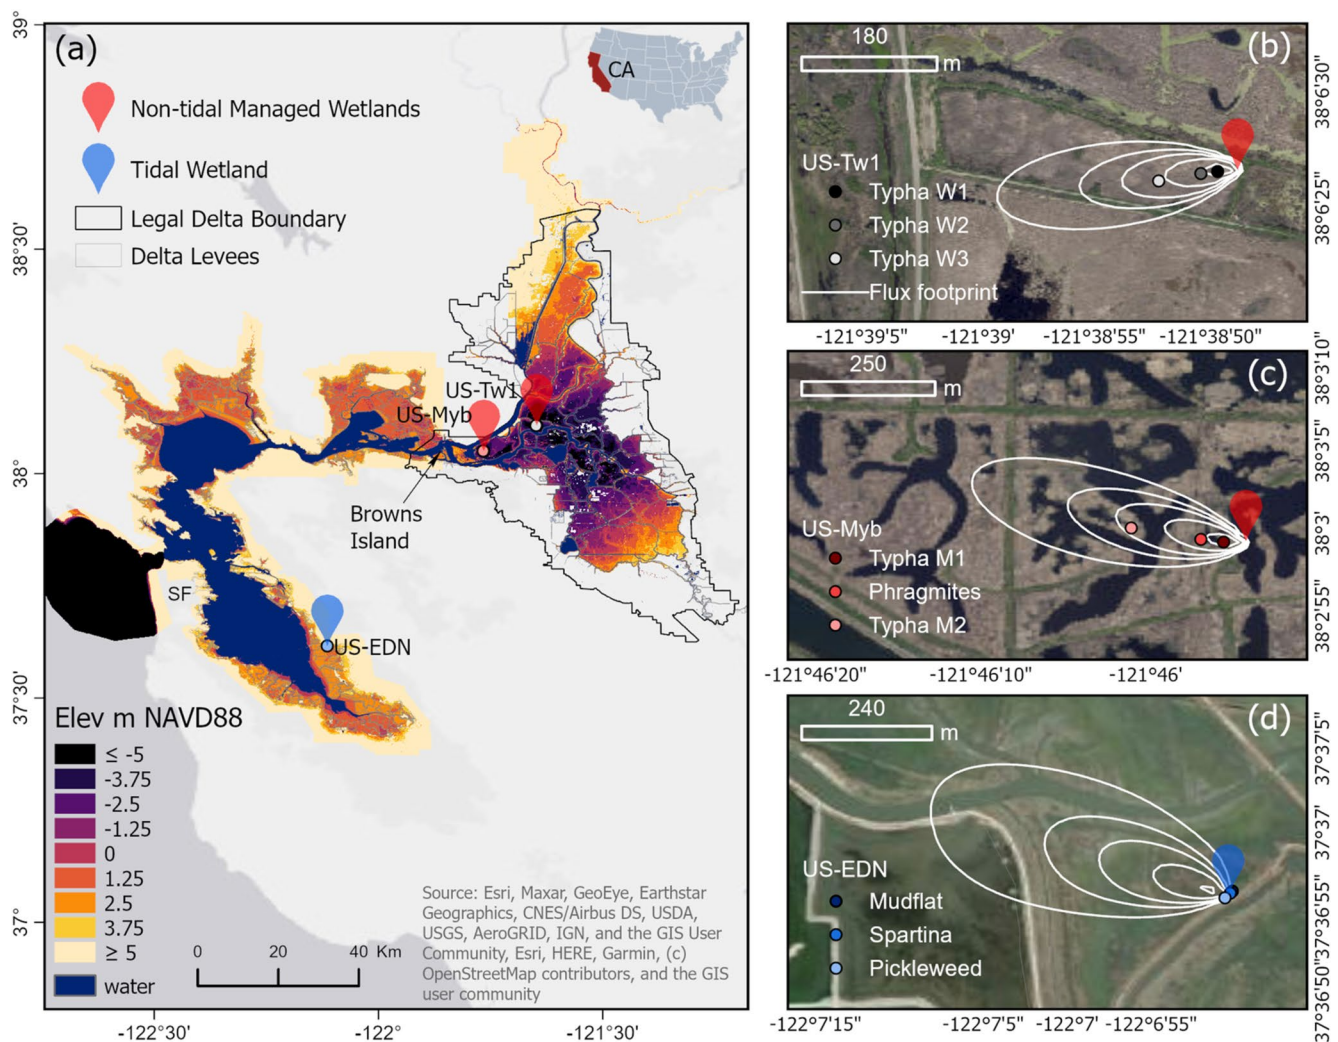 (a)
CA
Non-tidal Managed Wetlands
Tidal Wetland
Legal Delta Boundary
Delta Levees
US-Tw1
US-Myb
Browns
Island
SF
US-EDN
Elev m NAVD88
≤ -5
-3.75
-2.5
-1.25
0
1.25
2.5
3.75
≥ 5
water
0 20 40 Km
Source: Esri, Maxar, GeoEye, Earthstar
Geographics, CNES/Airbus DS, USDA,
USGS, AeroGRID, IGN, and the GIS User
Community, Esri, HERE, Garmin, (c)
OpenStreetMap contributors, and the GIS
user community
39°
38°30'
38°
37°30'
37°
-122°30' -122° -121°30'
(b)
180
m
US-Tw1
Typha W1
Typha W2
Typha W3
Flux footprint
38°6'30"
38°6'25"
-121°39'5" -121°39' -121°38'55" -121°38'50"
(c)
250
m
US-Myb
Typha M1
Phragmites
Typha M2
38°3'10"
38°3'5"
38°3'
38°2'55"
-121°46'20" -121°46'10" -121°46'
(d)
240
m
US-EDN
Mudflat
Spartina
Pickleweed
37°37'5"
37°37'
37°36'55"
37°36'50"
-122°7'15" -122°7'5" -122°7' -122°6'55"